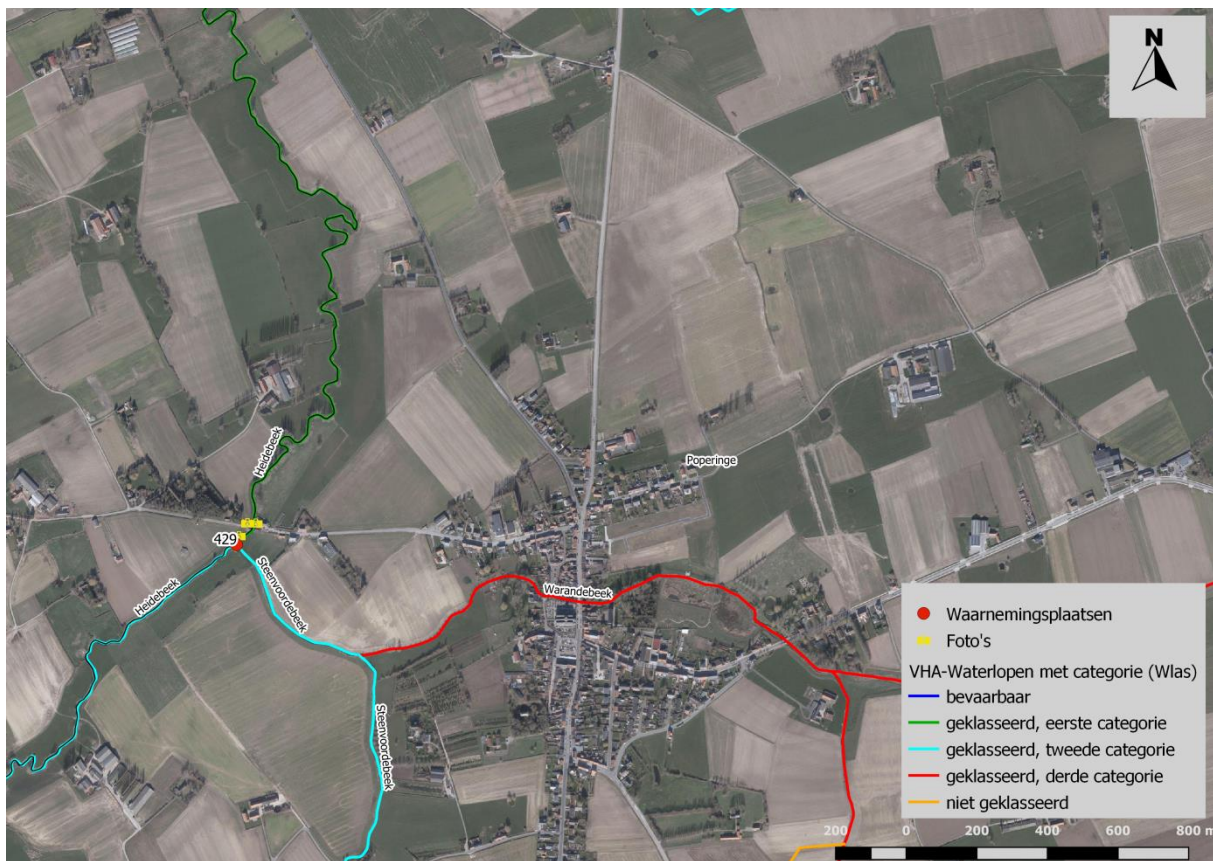 N
Heidebeek
Poperinge
429
Heidebeek
Steenvoordebeek
Warandebeek
Steenvoordebeek
Waarnemingsplaatsen
Foto's
VHA-Waterlopen met categorie (Wlas)
bevaarbaar
geklasseerd, eerste categorie
geklasseerd, tweede categorie
geklasseerd, derde categorie
niet geklasseerd
200 0 200 400 600 800 m